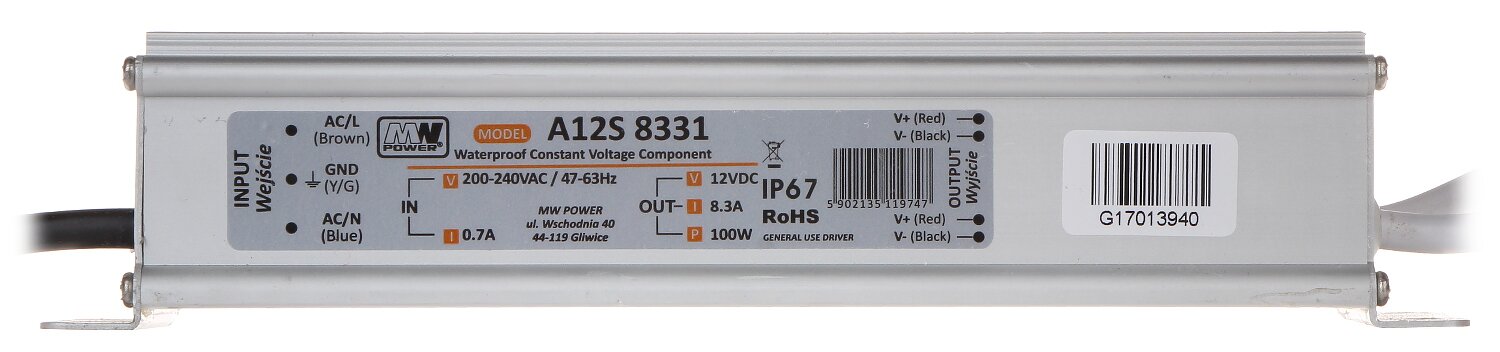 INPUT
Wejście
AC/L
(Brown)
GND
(Y/G)
AC/N
(Blue)
MW
POWER
MODEL A12S 8331
Waterproof Constant Voltage Component
IN
V 200-240VAC / 47-63Hz
I 0.7A
MW POWER
ul. Wschodnia 40
44-119 Gliwice
OUT
V 12VDC
I 8.3A
P 100W
IP67
RoHS
GENERAL USE DRIVER
5 902135 119747
V+ (Red)
V- (Black)
OUTPUT
Wyjście
V+ (Red)
V- (Black)
G17013940